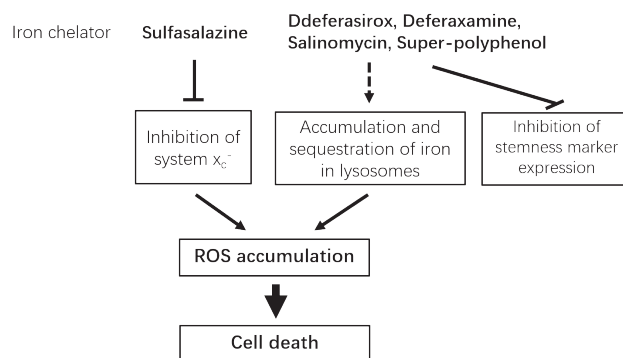 Iron chelator
Sulfasalazine
Ddeferasirox, Deferaxamine,
Salinomycin, Super-polyphenol
Inhibition of
system x꜀⁻
Accumulation and
sequestration of iron
in lysosomes
Inhibition of
stemness marker
expression
ROS accumulation
Cell death